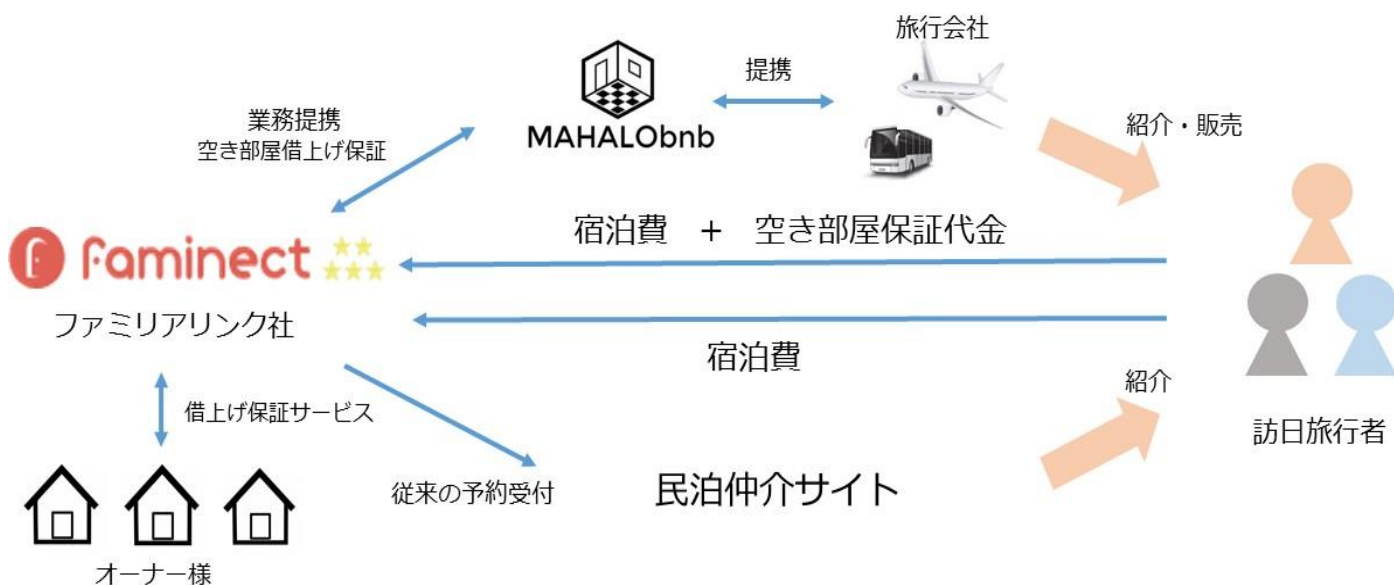 旅行会社
提携
MAHALObnb
業務提携
空き部屋借上げ保証
紹介・販売
宿泊費 + 空き部屋保証代金
faminect
ファミリアリンク社
宿泊費
紹介
借上げ保証サービス
訪日旅行者
従来の予約受付
民泊仲介サイト
オーナー様